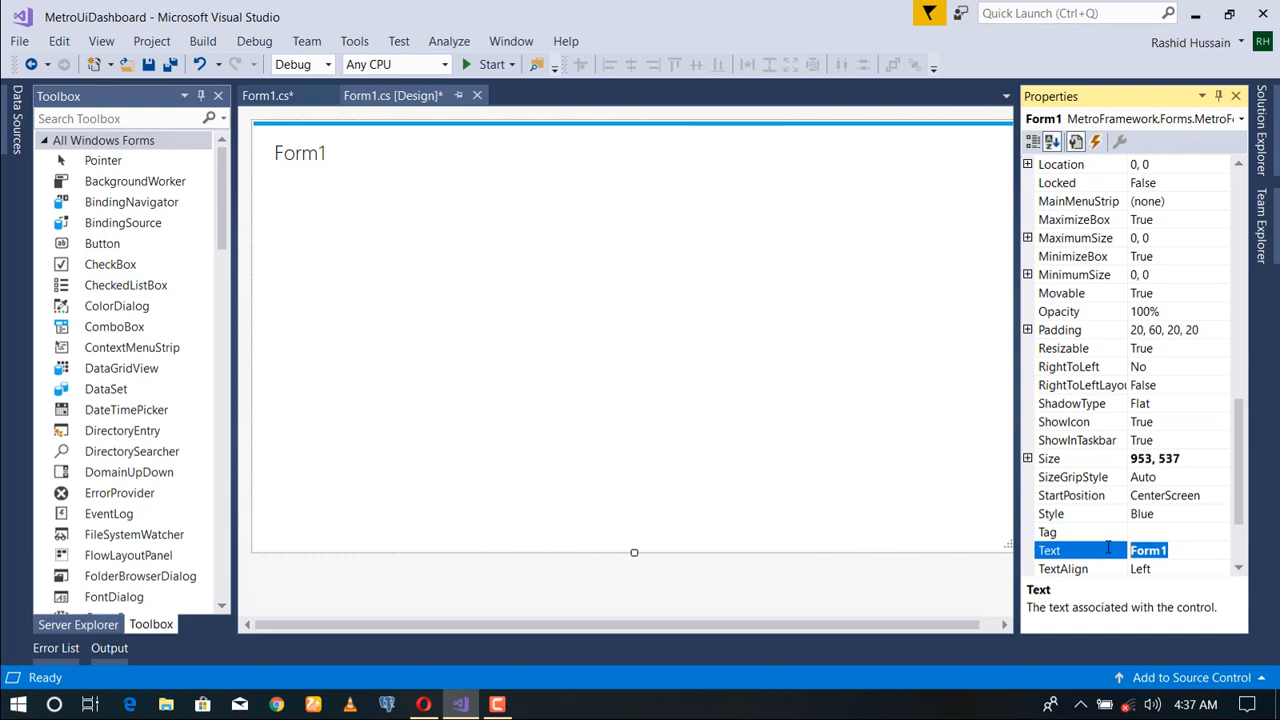 MetroUiDashboard - Microsoft Visual Studio
Quick Launch (Ctrl+Q)
File Edit View Project Build Debug Team Tools Test Analyze Window Help
Rashid Hussain RH
Debug Any CPU Start
Data Sources
Toolbox
Search Toolbox
All Windows Forms
Pointer
BackgroundWorker
BindingNavigator
BindingSource
Button
CheckBox
CheckedListBox
ColorDialog
ComboBox
ContextMenuStrip
DataGridView
DataSet
DateTimePicker
DirectoryEntry
DirectorySearcher
DomainUpDown
ErrorProvider
EventLog
FileSystemWatcher
FlowLayoutPanel
FolderBrowserDialog
FontDialog
Server Explorer Toolbox
Form1.cs* Form1.cs [Design]*
Form1
Properties
Form1 MetroFramework.Forms.MetroF
Location 0, 0
Locked False
MainMenuStrip (none)
MaximizeBox True
MaximumSize 0, 0
MinimizeBox True
MinimumSize 0, 0
Movable True
Opacity 100%
Padding 20, 60, 20, 20
Resizable True
RightToLeft No
RightToLeftLayou False
ShadowType Flat
ShowIcon True
ShowInTaskbar True
Size 953, 537
SizeGripStyle Auto
StartPosition CenterScreen
Style Blue
Tag
Text Form1
TextAlign Left
Text
The text associated with the control.
Solution Explorer
Team Explorer
Error List Output
Ready
Add to Source Control
4:37 AM